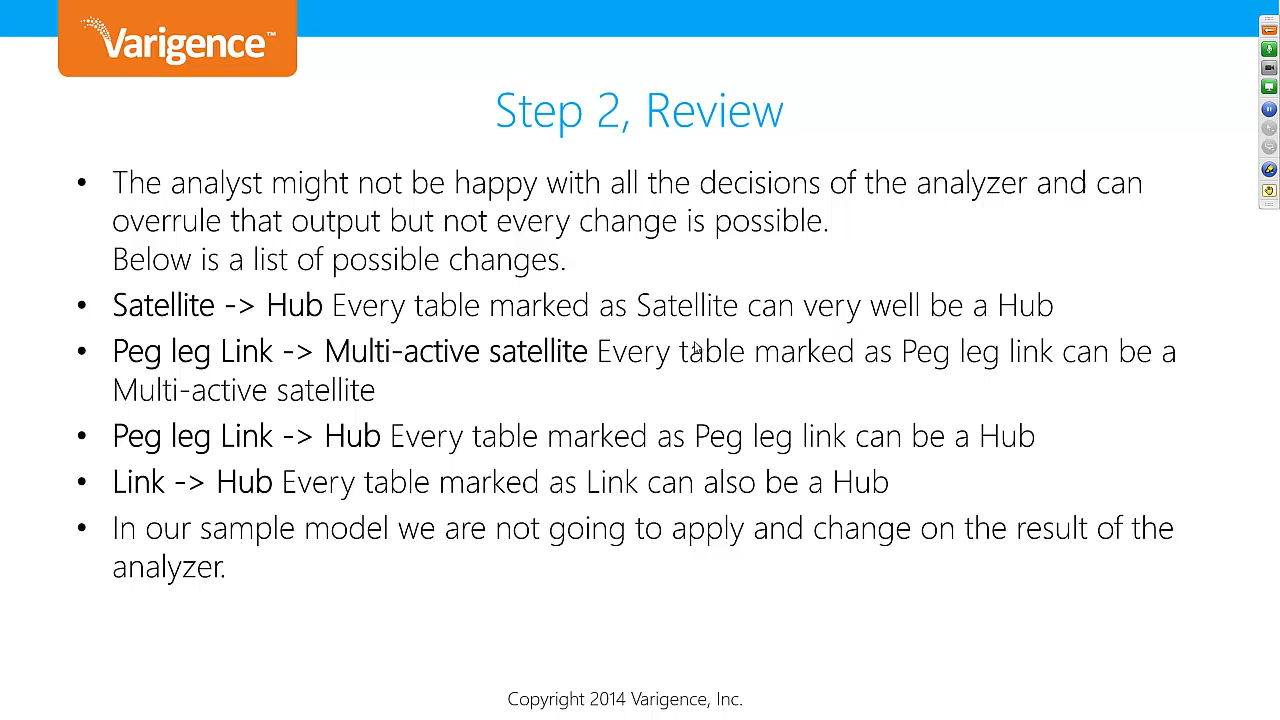 Varigence™
Step 2, Review
• The analyst might not be happy with all the decisions of the analyzer and can
overrule that output but not every change is possible.
Below is a list of possible changes.
• Satellite -> Hub Every table marked as Satellite can very well be a Hub
• Peg leg Link -> Multi-active satellite Every table marked as Peg leg link can be a
Multi-active satellite
• Peg leg Link -> Hub Every table marked as Peg leg link can be a Hub
• Link -> Hub Every table marked as Link can also be a Hub
• In our sample model we are not going to apply and change on the result of the
analyzer.
Copyright 2014 Varigence, Inc.